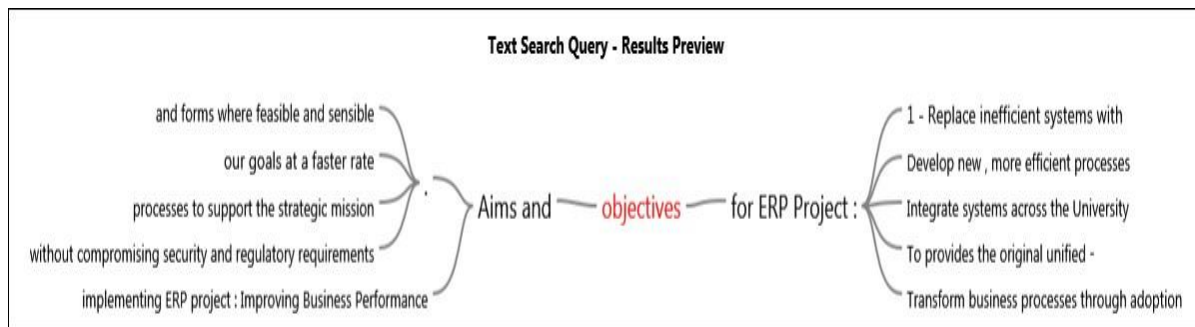 Text Search Query - Results Preview
and forms where feasible and sensible
our goals at a faster rate
processes to support the strategic mission
without compromising security and regulatory requirements
implementing ERP project : Improving Business Performance
.
Aims and objectives for ERP Project :
1 - Replace inefficient systems with
Develop new , more efficient processes
Integrate systems across the University
To provides the original unified -
Transform business processes through adoption